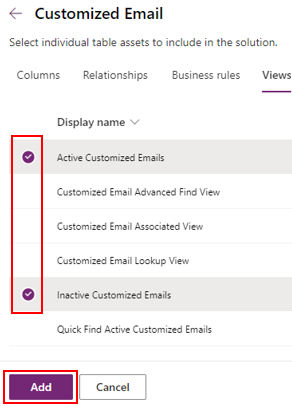 Customized Email
Select individual table assets to include in the solution.
Columns Relationships Business rules Views
Display name
Active Customized Emails
Customized Email Advanced Find View
Customized Email Associated View
Customized Email Lookup View
Inactive Customized Emails
Quick Find Active Customized Emails
Add Cancel